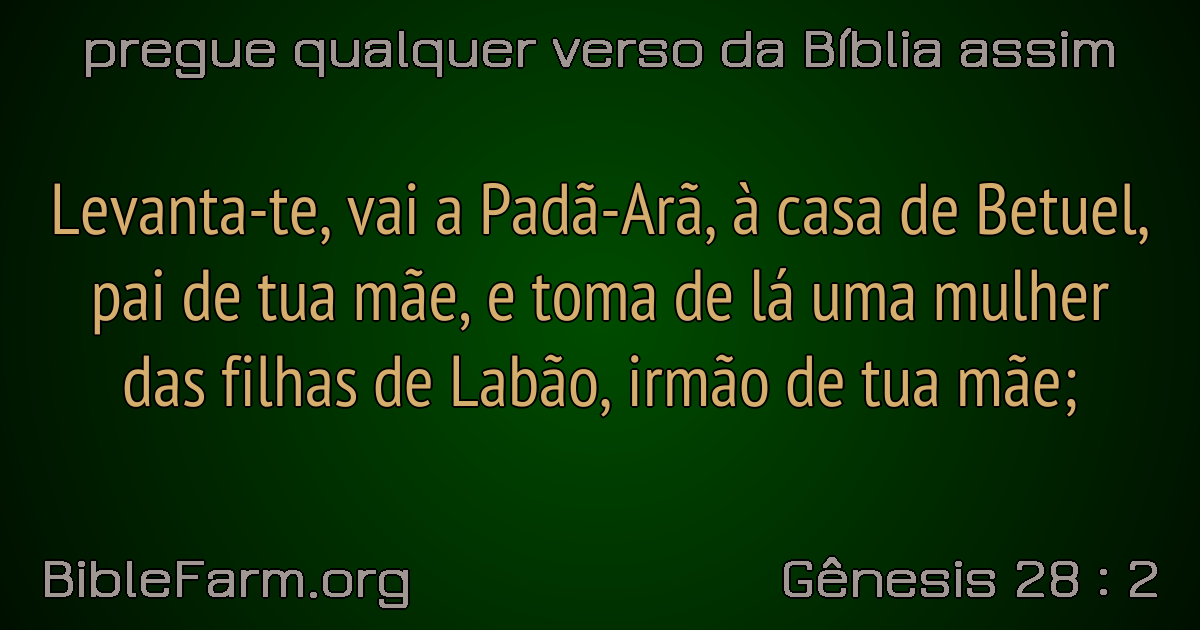 pregue qualquer verso da Bíblia assim
Levanta-te, vai a Padã-Arã, à casa de Betuel,
pai de tua mãe, e toma de lá uma mulher
das filhas de Labão, irmão de tua mãe;
BibleFarm.org
Gênesis 28 : 2